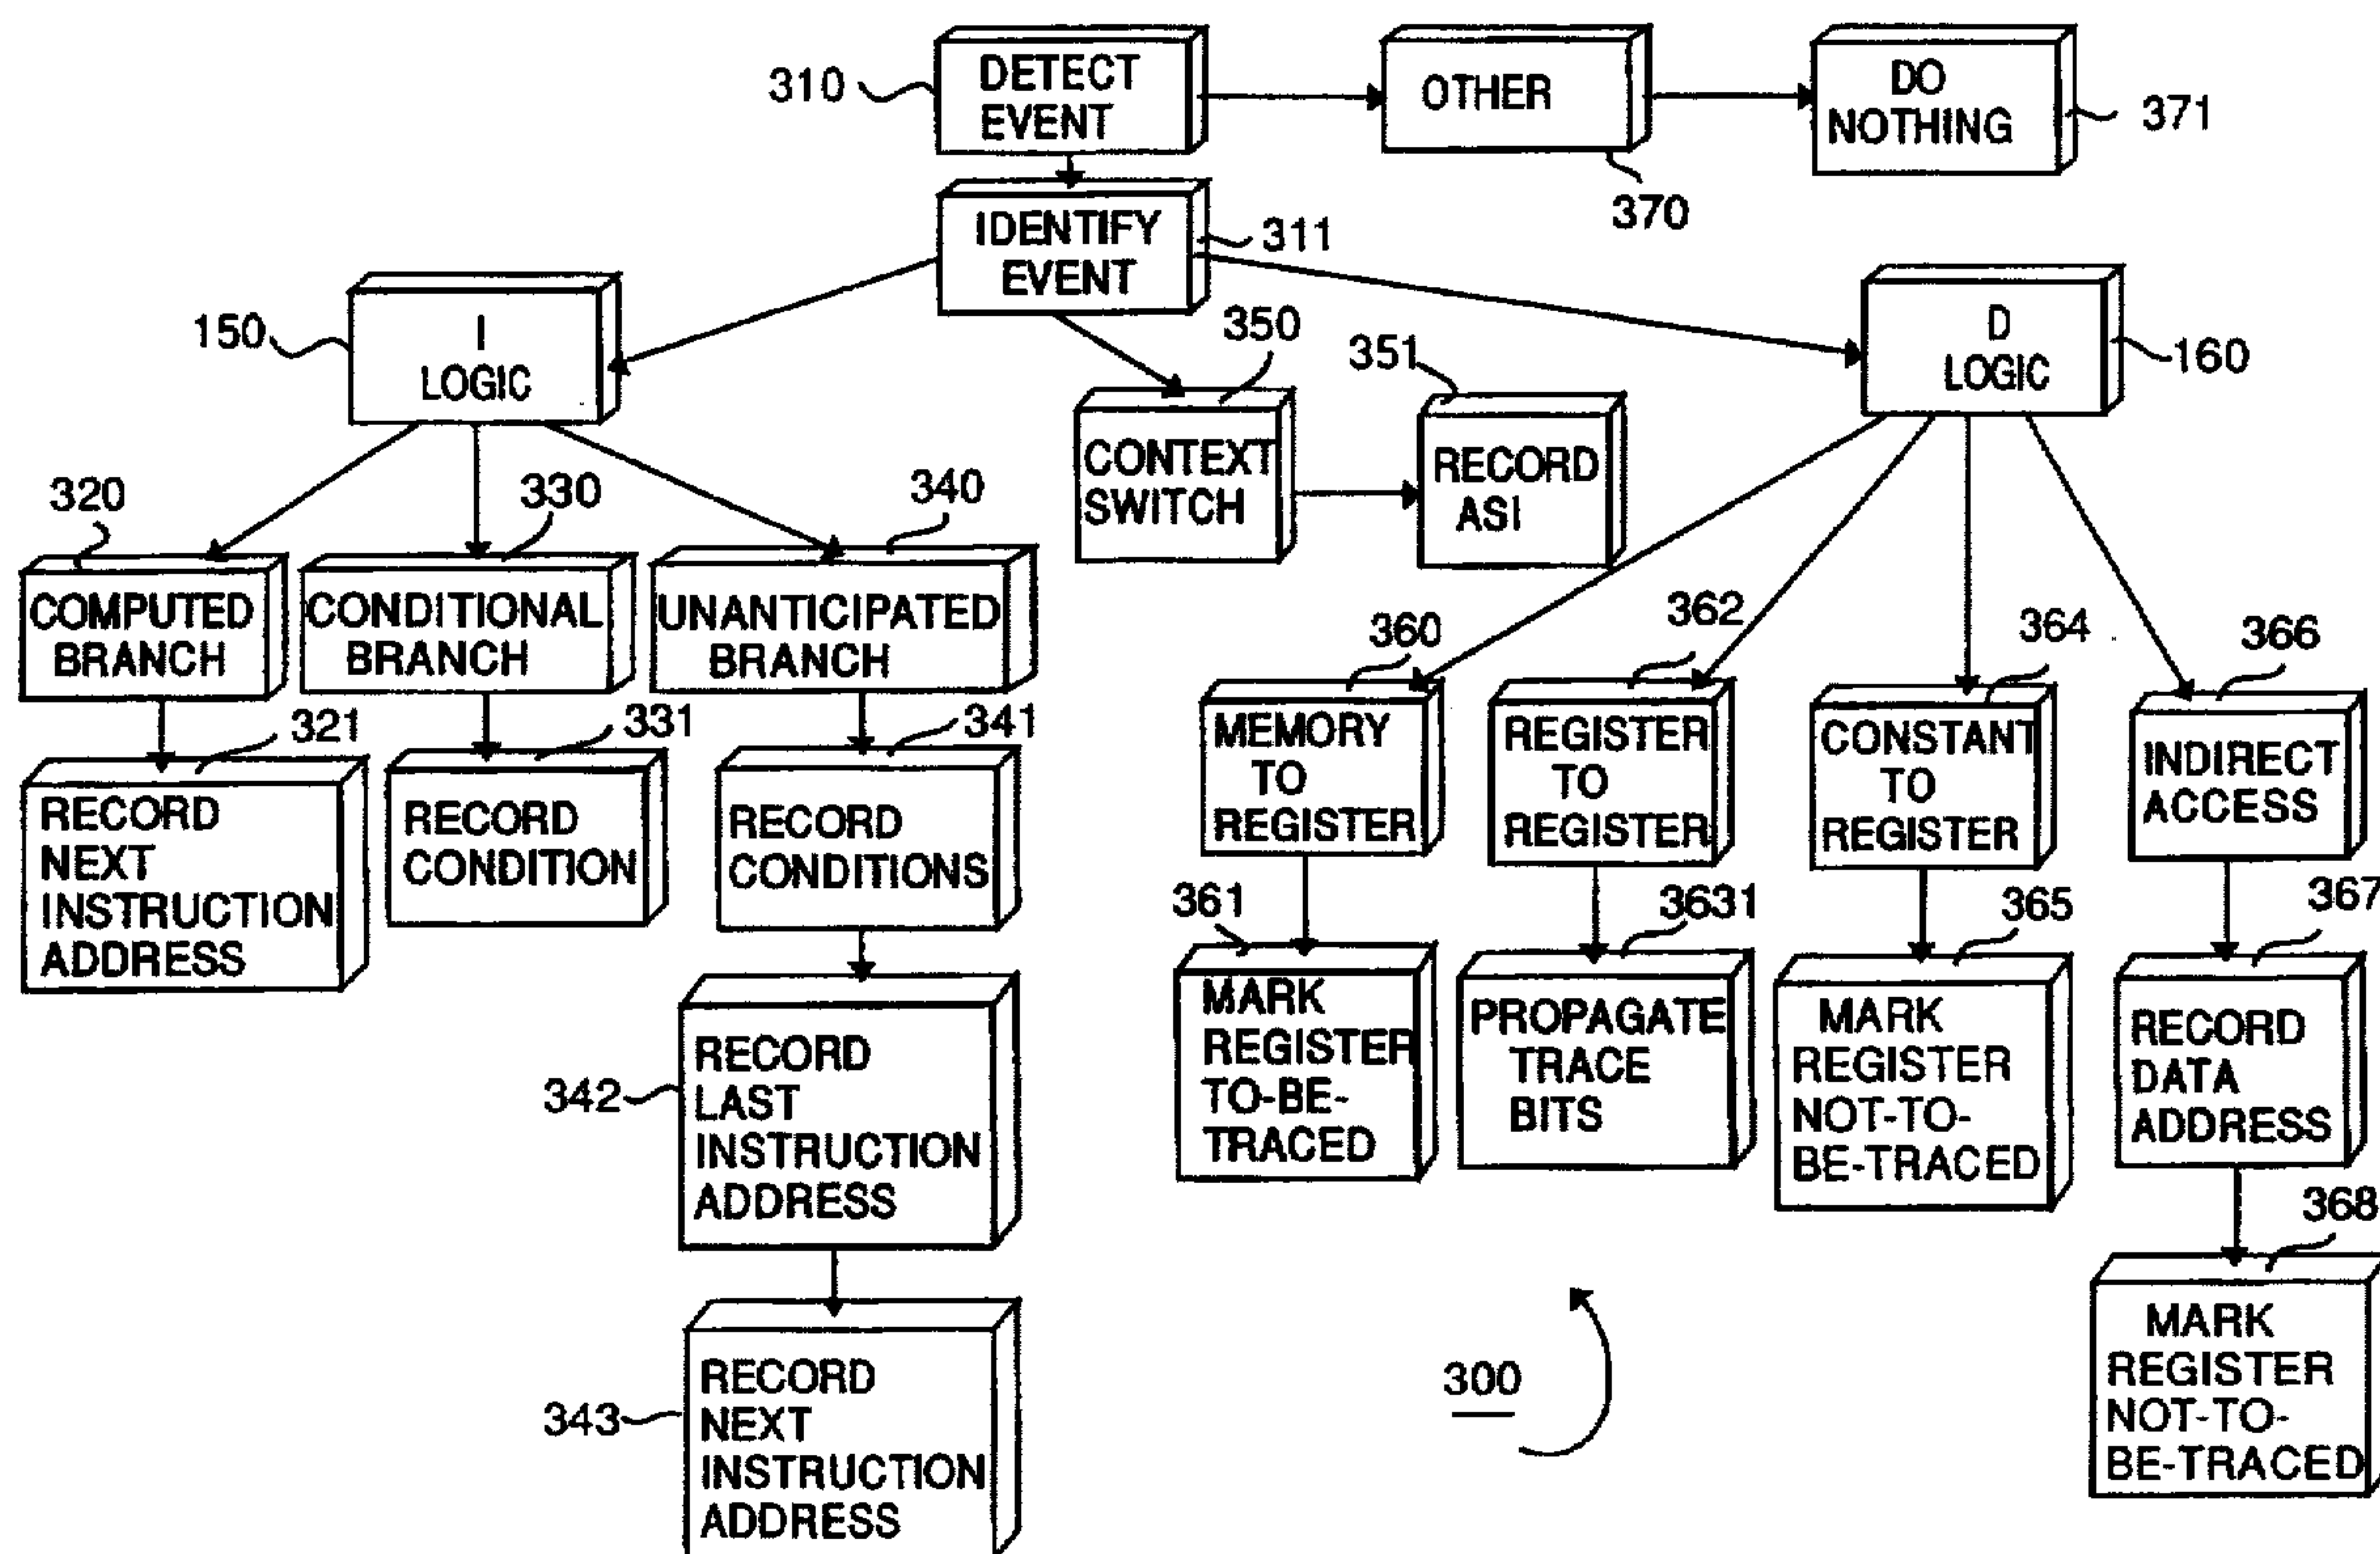 310
DETECT
EVENT
OTHER
370
DO
NOTHING
371
IDENTIFY
EVENT
311
150
I
LOGIC
350
CONTEXT
SWITCH
351
RECORD
ASI
D
LOGIC
160
320
COMPUTED
BRANCH
330
CONDITIONAL
BRANCH
340
UNANTICIPATED
BRANCH
321
RECORD
NEXT
INSTRUCTION
ADDRESS
331
RECORD
CONDITION
341
RECORD
CONDITIONS
342
RECORD
LAST
INSTRUCTION
ADDRESS
343
RECORD
NEXT
INSTRUCTION
ADDRESS
360
MEMORY
TO
REGISTER
362
REGISTER
TO
REGISTER
364
CONSTANT
TO
REGISTER
366
INDIRECT
ACCESS
361
MARK
REGISTER
TO-BE-
TRACED
3631
PROPAGATE
TRACE
BITS
365
MARK
REGISTER
NOT-TO-
BE-TRACED
367
RECORD
DATA
ADDRESS
368
MARK
REGISTER
NOT-TO-
BE-TRACED
300